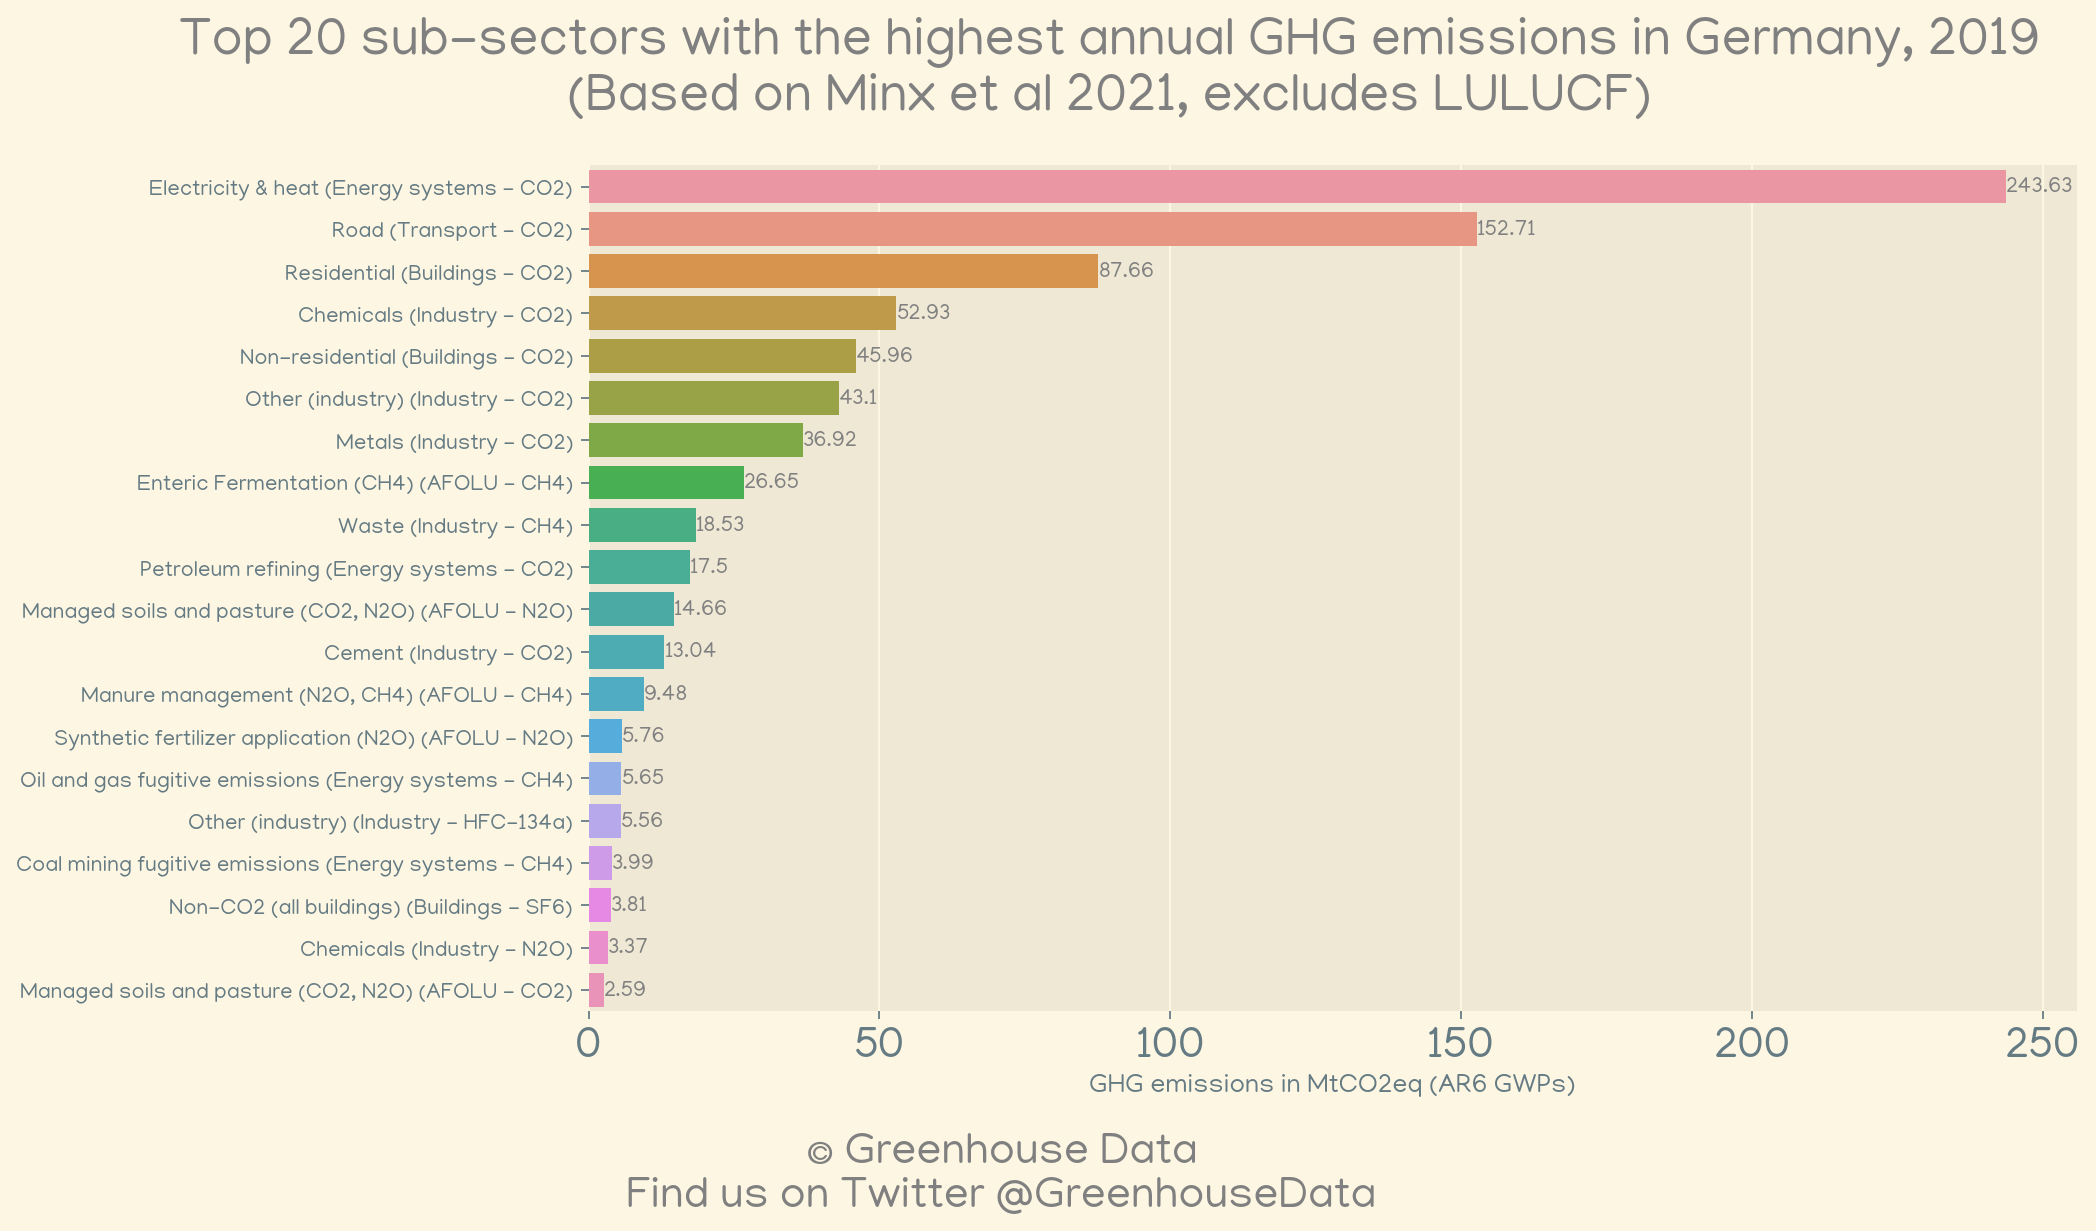 Top 20 sub-sectors with the highest annual GHG emissions in Germany, 2019
(Based on Minx et al 2021, excludes LULUCF)
Electricity & heat (Energy systems - CO2) 243.63
Road (Transport - CO2) 152.71
Residential (Buildings - CO2) 87.66
Chemicals (Industry - CO2) 52.93
Non-residential (Buildings - CO2) 45.96
Other (industry) (Industry - CO2) 43.1
Metals (Industry - CO2) 36.92
Enteric Fermentation (CH4) (AFOLU - CH4) 26.65
Waste (Industry - CH4) 18.53
Petroleum refining (Energy systems - CO2) 17.5
Managed soils and pasture (CO2, N2O) (AFOLU - N2O) 14.66
Cement (Industry - CO2) 13.04
Manure management (N2O, CH4) (AFOLU - CH4) 9.48
Synthetic fertilizer application (N2O) (AFOLU - N2O) 5.76
Oil and gas fugitive emissions (Energy systems - CH4) 5.65
Other (industry) (Industry - HFC-134a) 5.56
Coal mining fugitive emissions (Energy systems - CH4) 3.99
Non-CO2 (all buildings) (Buildings - SF6) 3.81
Chemicals (Industry - N2O) 3.37
Managed soils and pasture (CO2, N2O) (AFOLU - CO2) 2.59
0 50 100 150 200 250
GHG emissions in MtCO2eq (AR6 GWPs)
© Greenhouse Data
Find us on Twitter @GreenhouseData